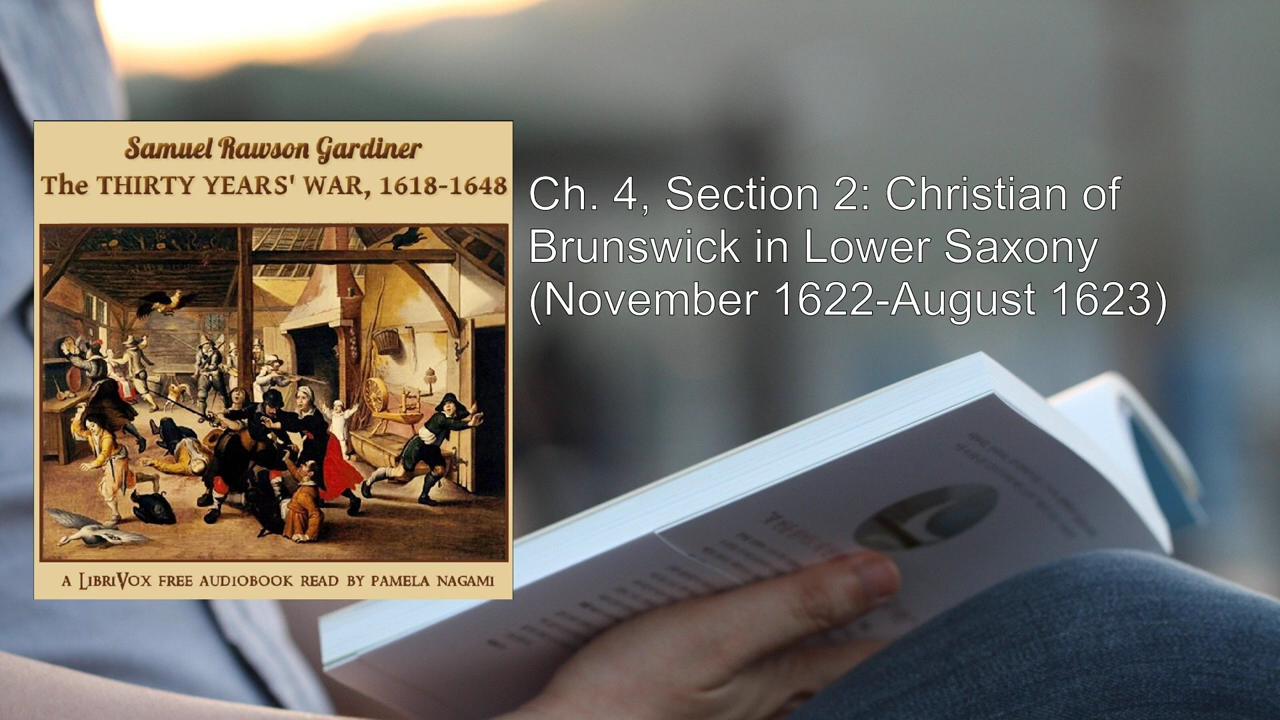 Samuel Rawson Gardiner
The THIRTY YEARS' WAR, 1618-1648
A LIBRIVOX FREE AUDIOBOOK READ BY PAMELA NAGAMI
Ch. 4, Section 2: Christian of
Brunswick in Lower Saxony
(November 1622-August 1623)